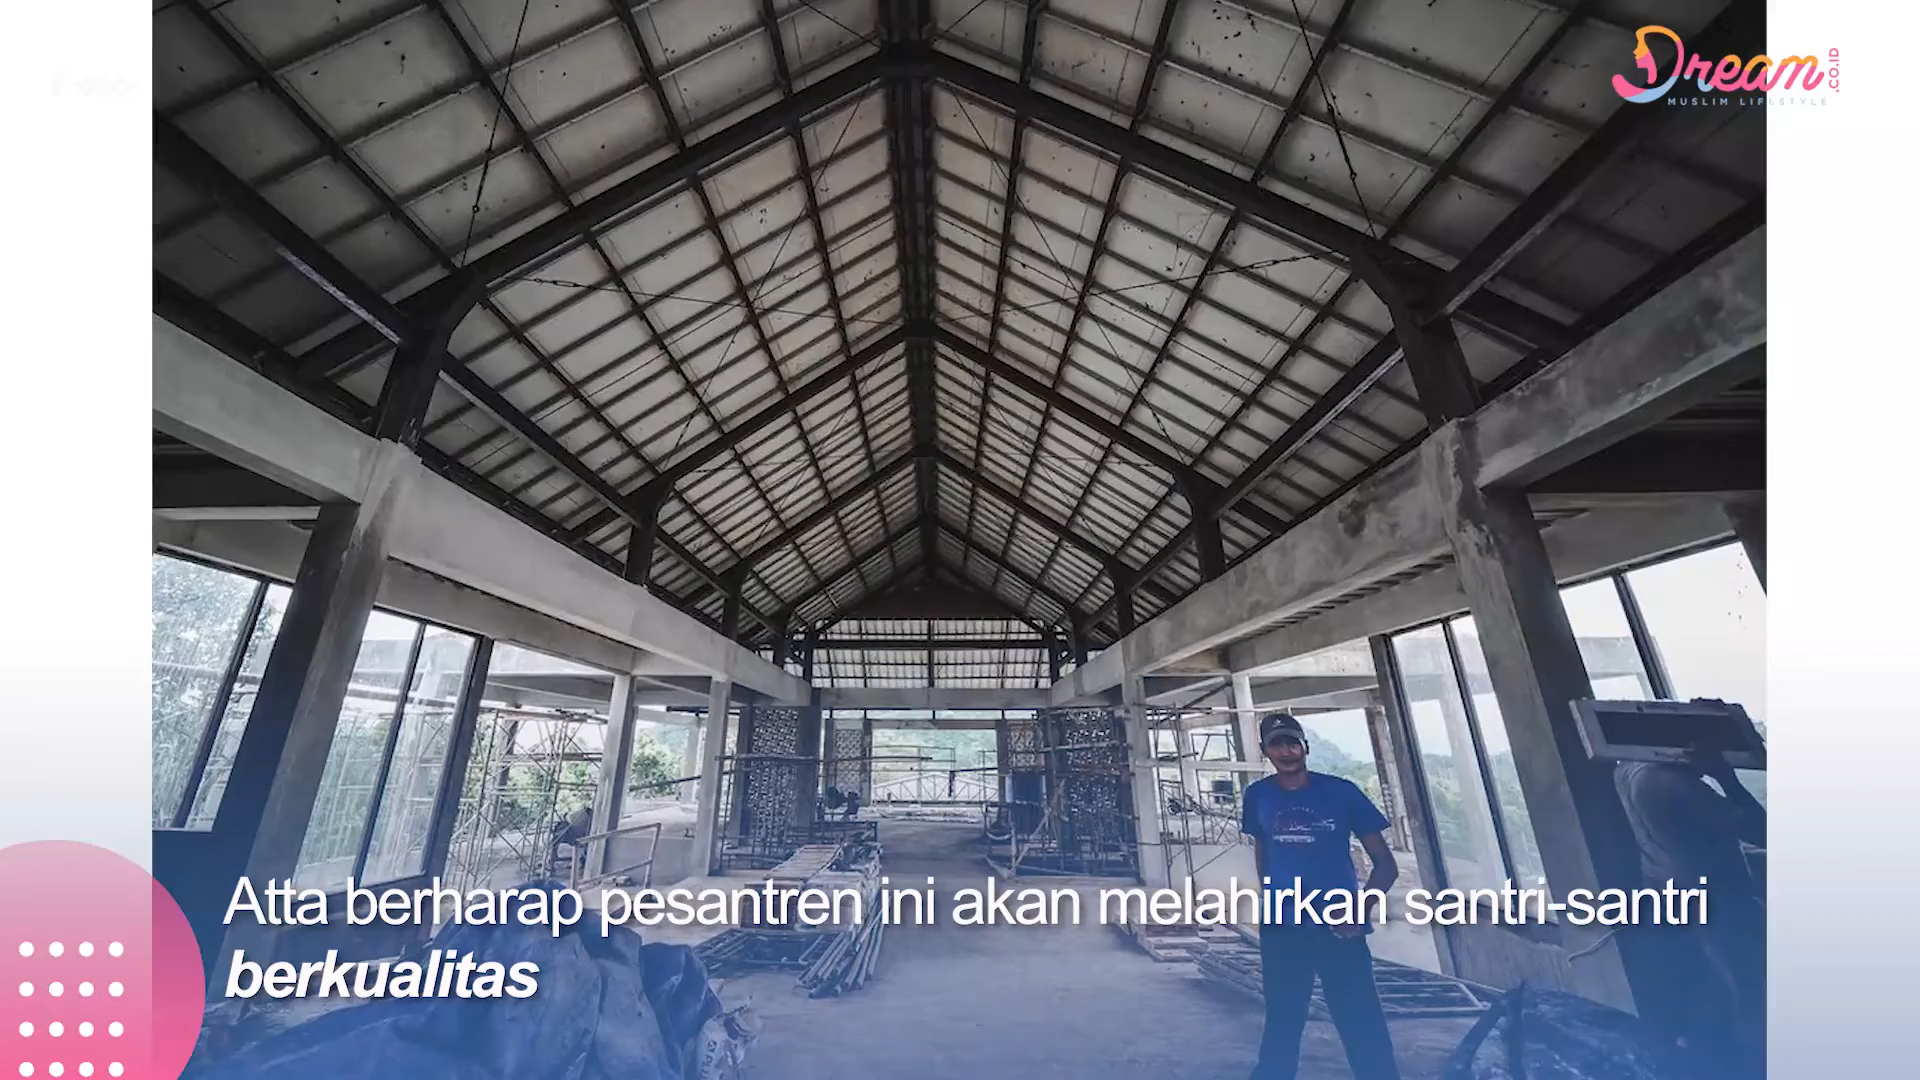 Dream
.CO.ID
MUSLIM LIFESTYLE
Atta berharap pesantren ini akan melahirkan santri-santri
berkualitas